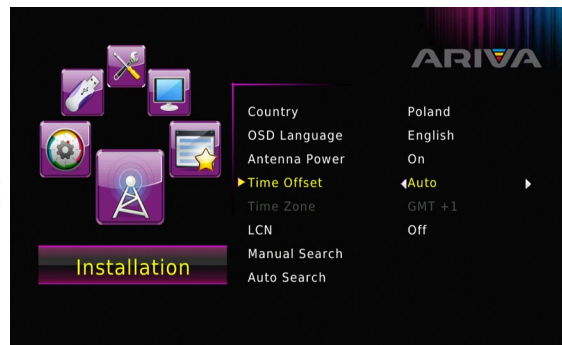 ARIVA
Country Poland
OSD Language English
Antenna Power On
Time Offset Auto
Time Zone GMT +1
LCN Off
Manual Search
Auto Search
Installation